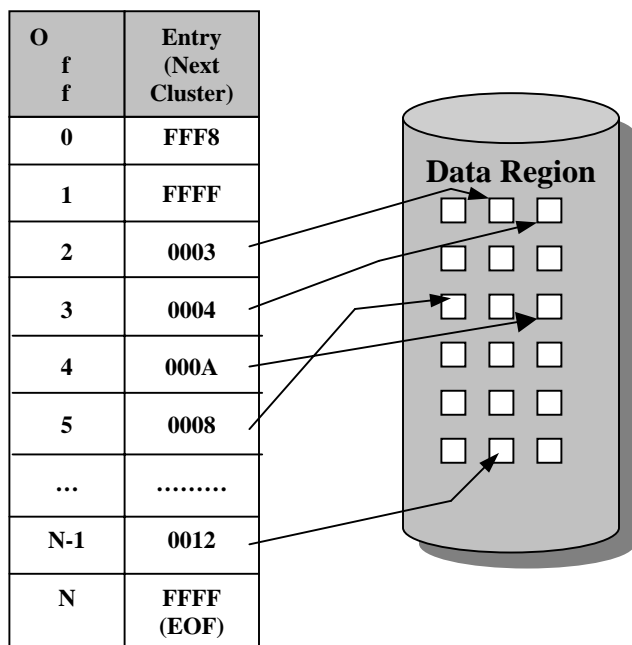 O Entry
f (Next
f Cluster)
0 FFF8
1 FFFF
2 0003
3 0004
4 000A
5 0008
... .........
N-1 0012
N FFFF
(EOF)
Data Region